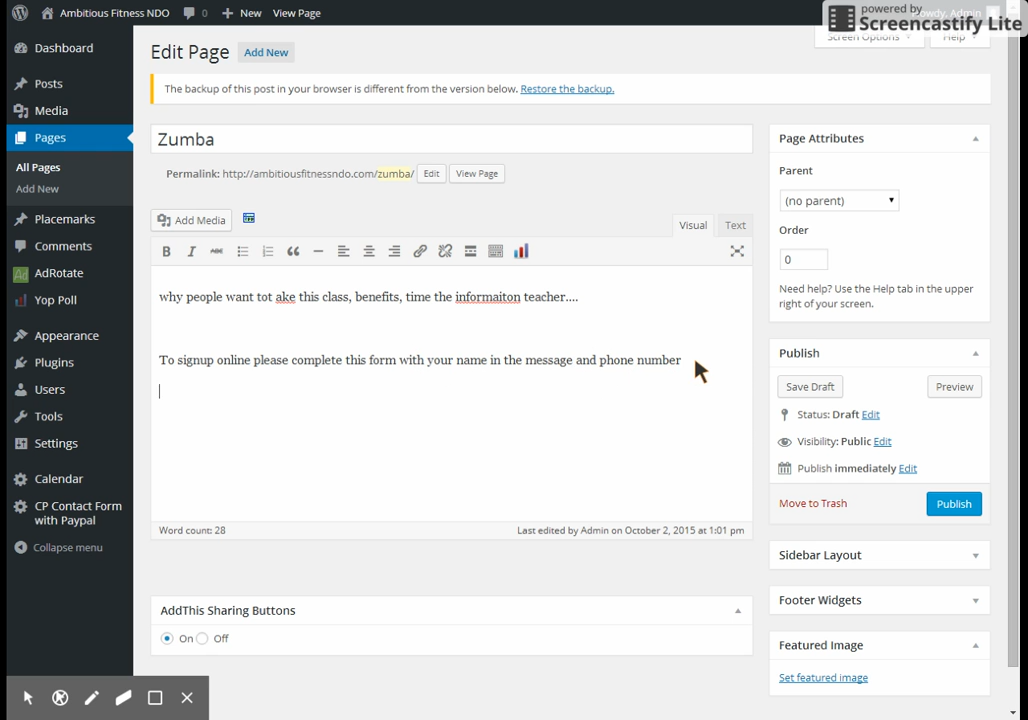 Ambitious Fitness NDO 0 New View Page
powered by
Screencastify Lite
Howdy, Admin
Screen Options Help
Dashboard
Posts
Media
Pages
All Pages
Add New
Placemarks
Comments
AdRotate
Yop Poll
Appearance
Plugins
Users
Tools
Settings
Calendar
CP Contact Form
with Paypal
Collapse menu
Edit Page Add New
The backup of this post in your browser is different from the version below. Restore the backup.
Zumba
Permalink: http://ambitiousfitnessndo.com/zumba/ Edit View Page
Add Media
Visual Text
B I ABC
why people want tot ake this class, benefits, time the informaiton teacher....
To signup online please complete this form with your name in the message and phone number
Word count: 28 Last edited by Admin on October 2, 2015 at 1:01 pm
AddThis Sharing Buttons
On Off
Page Attributes
Parent
(no parent)
Order
0
Need help? Use the Help tab in the upper
right of your screen.
Publish
Save Draft Preview
Status: Draft Edit
Visibility: Public Edit
Publish immediately Edit
Move to Trash Publish
Sidebar Layout
Footer Widgets
Featured Image
Set featured image